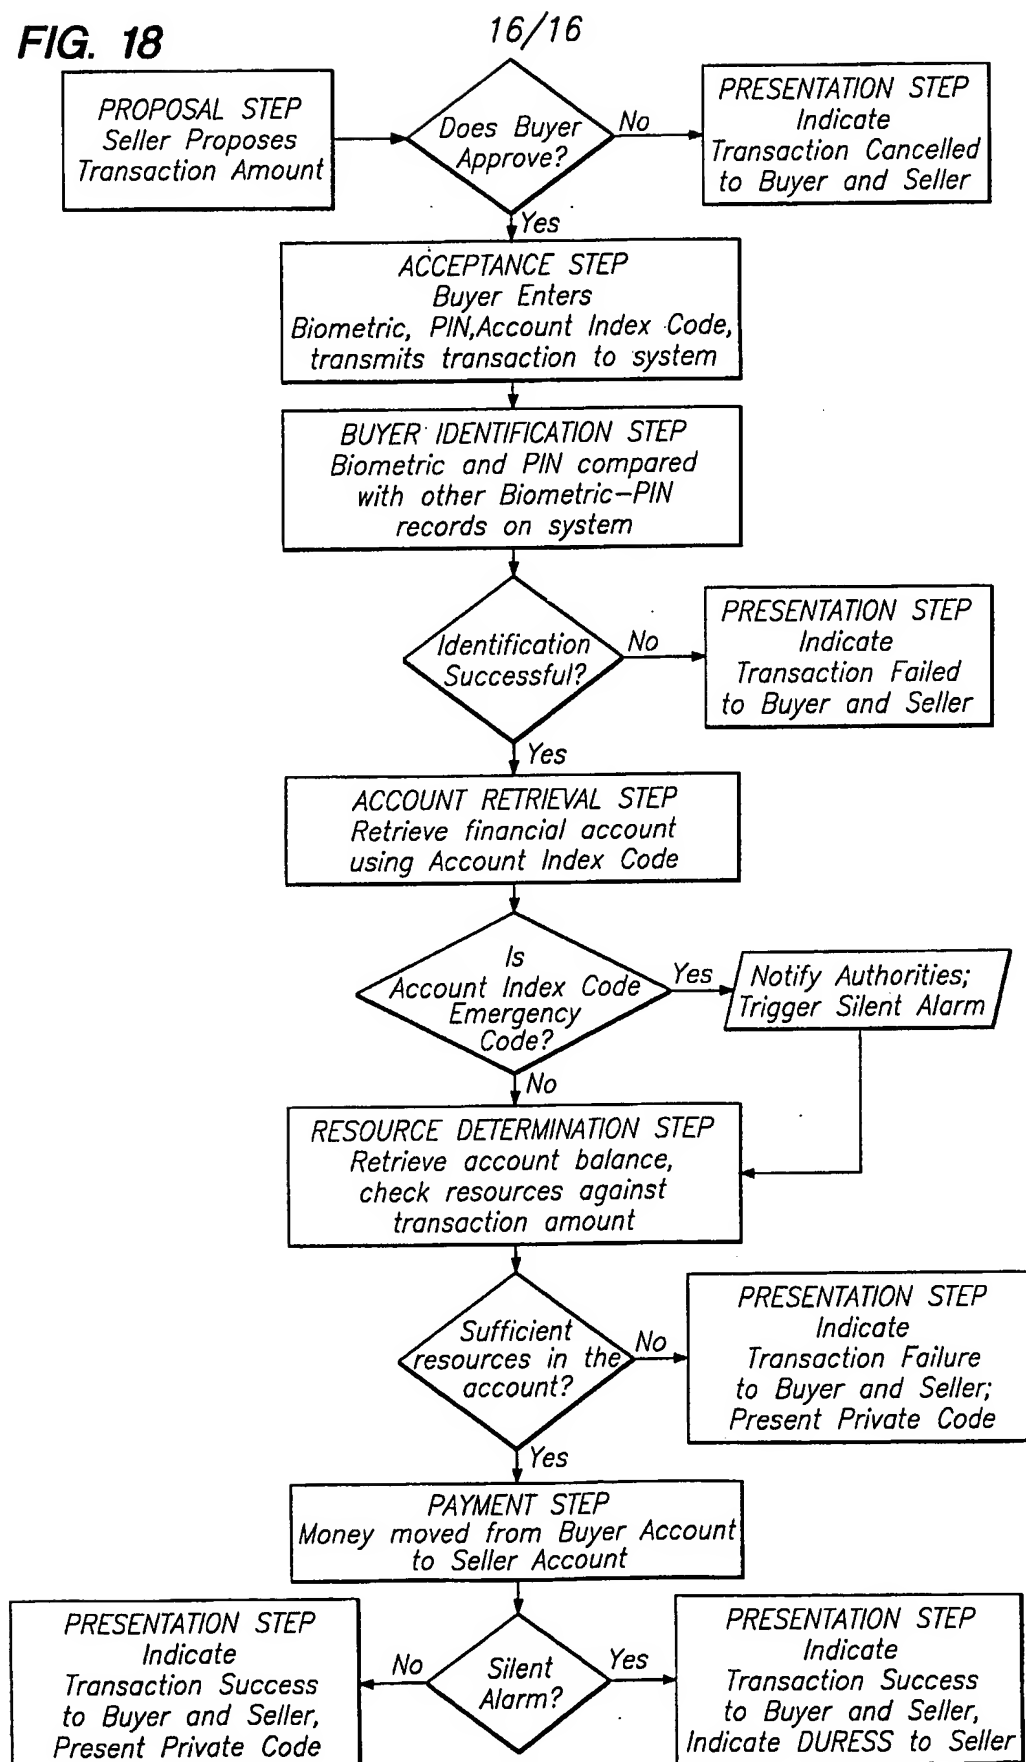 FIG. 18
16/16
PROPOSAL STEP
Seller Proposes
Transaction Amount
Does Buyer
Approve?
No
PRESENTATION STEP
Indicate
Transaction Cancelled
to Buyer and Seller
Yes
ACCEPTANCE STEP
Buyer Enters
Biometric, PIN,Account Index Code,
transmits transaction to system
BUYER IDENTIFICATION STEP
Biometric and PIN compared
with other Biometric-PIN
records on system
Identification
Successful?
No
PRESENTATION STEP
Indicate
Transaction Failed
to Buyer and Seller
Yes
ACCOUNT RETRIEVAL STEP
Retrieve financial account
using Account Index Code
Is
Account Index Code
Emergency
Code?
Yes
Notify Authorities;
Trigger Silent Alarm
No
RESOURCE DETERMINATION STEP
Retrieve account balance,
check resources against
transaction amount
Sufficient
resources in the
account?
No
PRESENTATION STEP
Indicate
Transaction Failure
to Buyer and Seller;
Present Private Code
Yes
PAYMENT STEP
Money moved from Buyer Account
to Seller Account
PRESENTATION STEP
Indicate
Transaction Success
to Buyer and Seller,
Present Private Code
No
Silent
Alarm?
Yes
PRESENTATION STEP
Indicate
Transaction Success
to Buyer and Seller,
Indicate DURESS to Seller